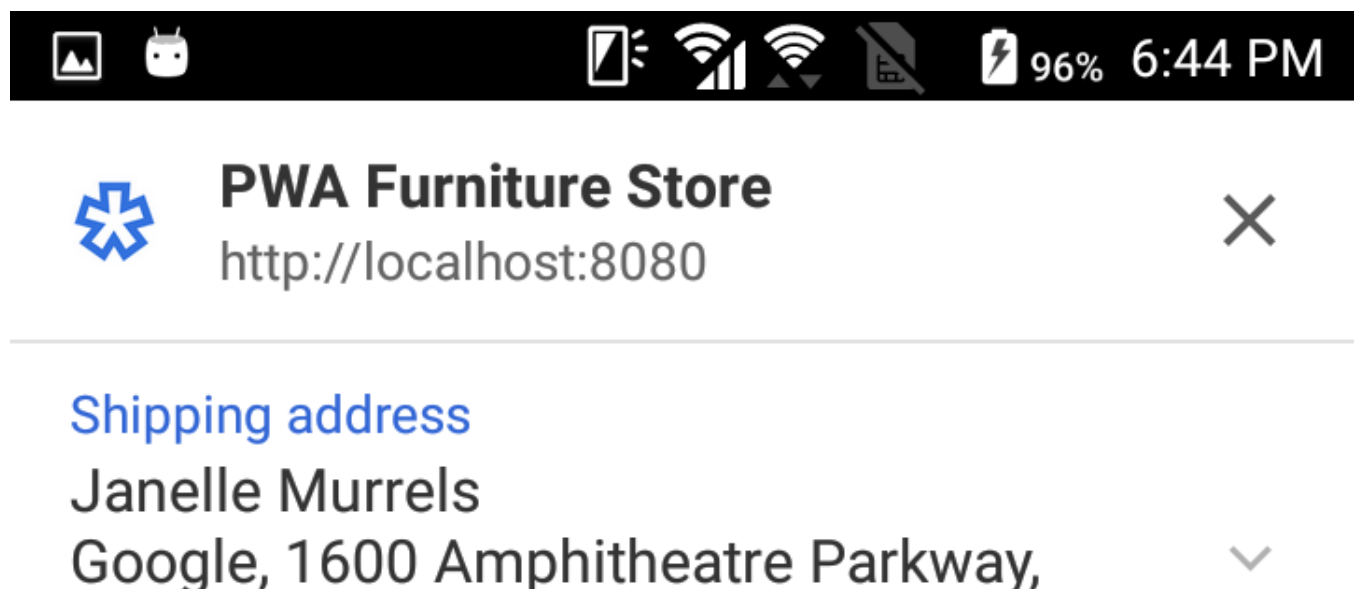 96% 6:44 PM
PWA Furniture Store
http://localhost:8080
Shipping address
Janelle Murrels
Google, 1600 Amphitheatre Parkway,